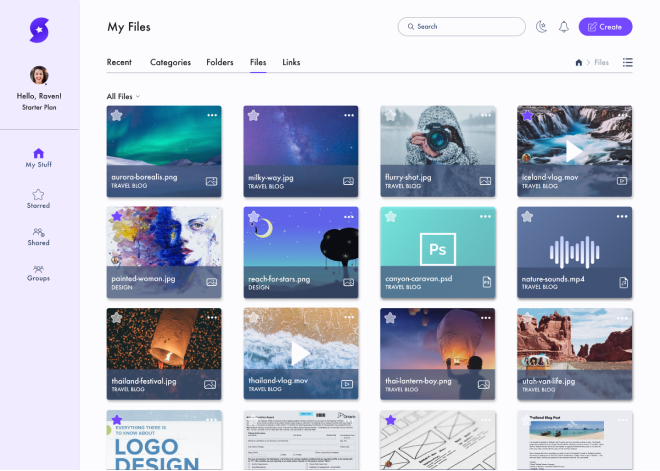 My Files
Search
Create
Hello, Raven!
Starter Plan
Recent
Categories
Folders
Files
Links
Files
All Files
My Stuff
Starred
Shared
Groups
aurora-borealis.png
TRAVEL BLOG
milky-way.jpg
TRAVEL BLOG
flurry-shot.jpg
TRAVEL BLOG
iceland-vlog.mov
TRAVEL BLOG
painted-woman.jpg
DESIGN
reach-for-stars.png
DESIGN
Ps
canyon-caravan.psd
TRAVEL BLOG
nature-sounds.mp4
TRAVEL BLOG
thailand-festival.jpg
TRAVEL BLOG
thailand-vlog.mov
TRAVEL BLOG
thai-lantern-boy.png
TRAVEL BLOG
utah-van-life.jpg
TRAVEL BLOG
EVERYTHING THERE IS
TO KNOW ABOUT
LOGO
DESIGN
Thailand Blog Post